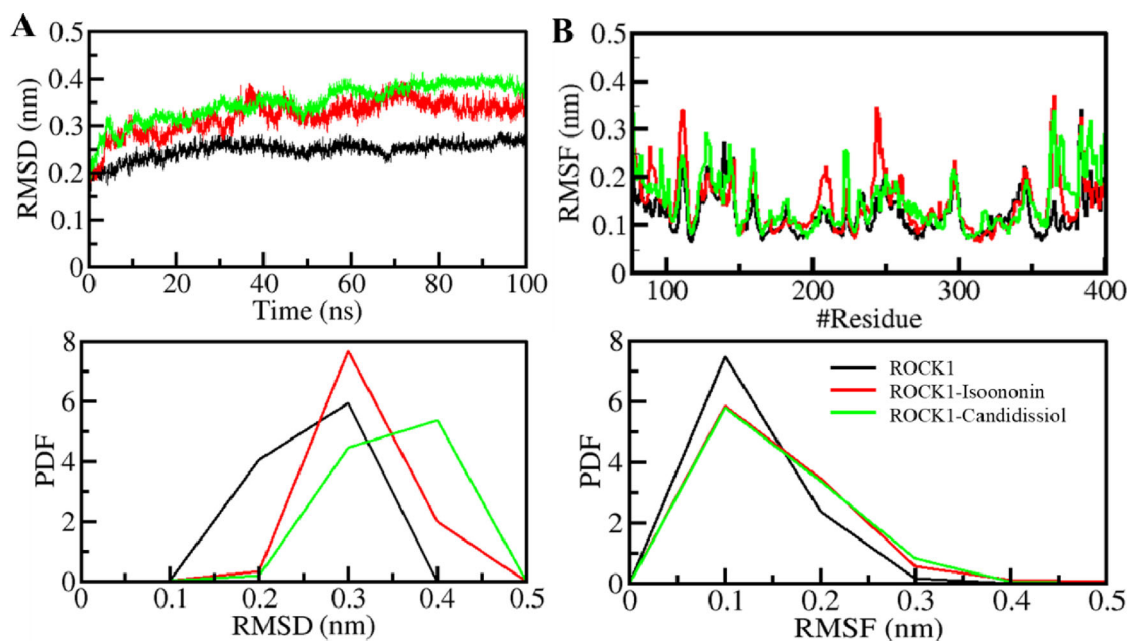 A
B
RMSD (nm)
0.5
0.4
0.3
0.2
0.1
0
0 20 40 60 80 100
Time (ns)
RMSF (nm)
0.5
0.4
0.3
0.2
0.1
0
100 200 300 400
#Residue
PDF
8
6
4
2
0
0 0.1 0.2 0.3 0.4 0.5
RMSD (nm)
PDF
8
6
4
2
0
ROCK1
ROCK1-Isoononin
ROCK1-Candidissiol
0 0.1 0.2 0.3 0.4 0.5
RMSF (nm)